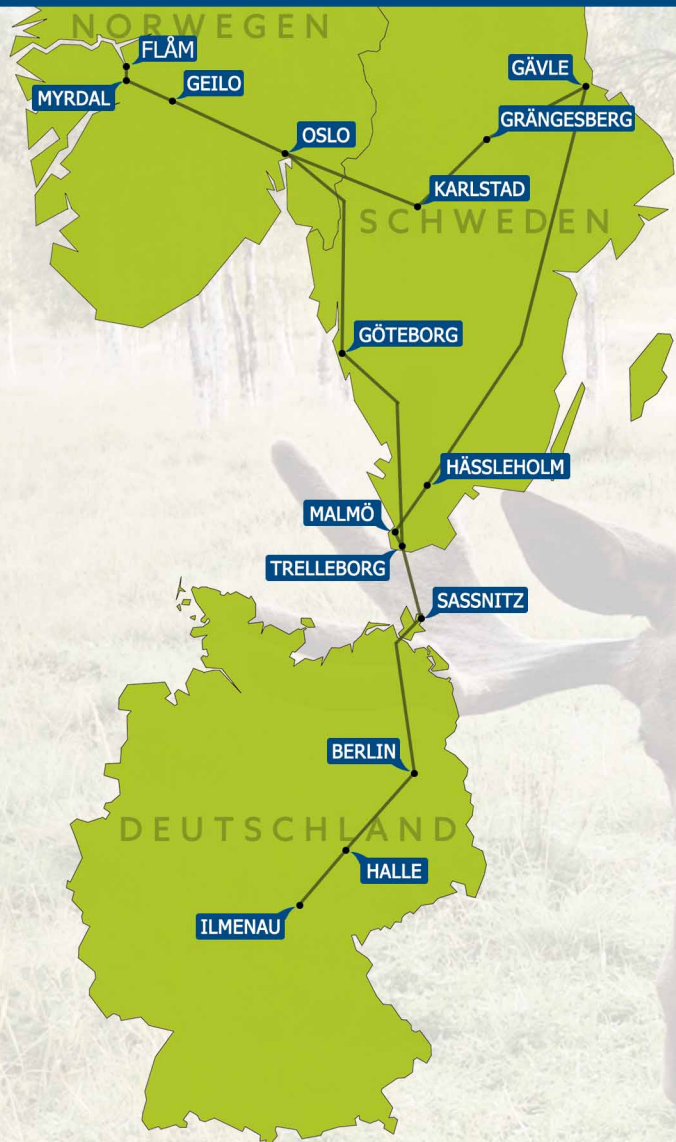 NORWEGEN
FLÅM
GÄVLE
GEILO
MYRDAL
GRÄNGESBERG
OSLO
KARLSTAD
SCHWEDEN
GÖTEBORG
HÄSSLEHOLM
MALMÖ
TRELLEBORG
SASSNITZ
BERLIN
DEUTSCHLAND
HALLE
ILMENAU